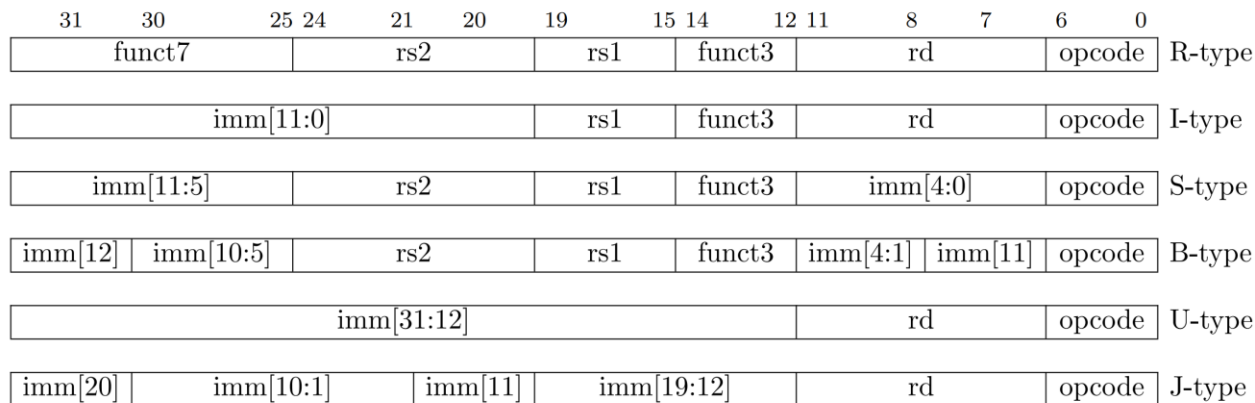 31 30 25 24 21 20 19 15 14 12 11 8 7 6 0
funct7 rs2 rs1 funct3 rd opcode R-type
imm[11:0] rs1 funct3 rd opcode I-type
imm[11:5] rs2 rs1 funct3 imm[4:0] opcode S-type
imm[12] imm[10:5] rs2 rs1 funct3 imm[4:1] imm[11] opcode B-type
imm[31:12] rd opcode U-type
imm[20] imm[10:1] imm[11] imm[19:12] rd opcode J-type